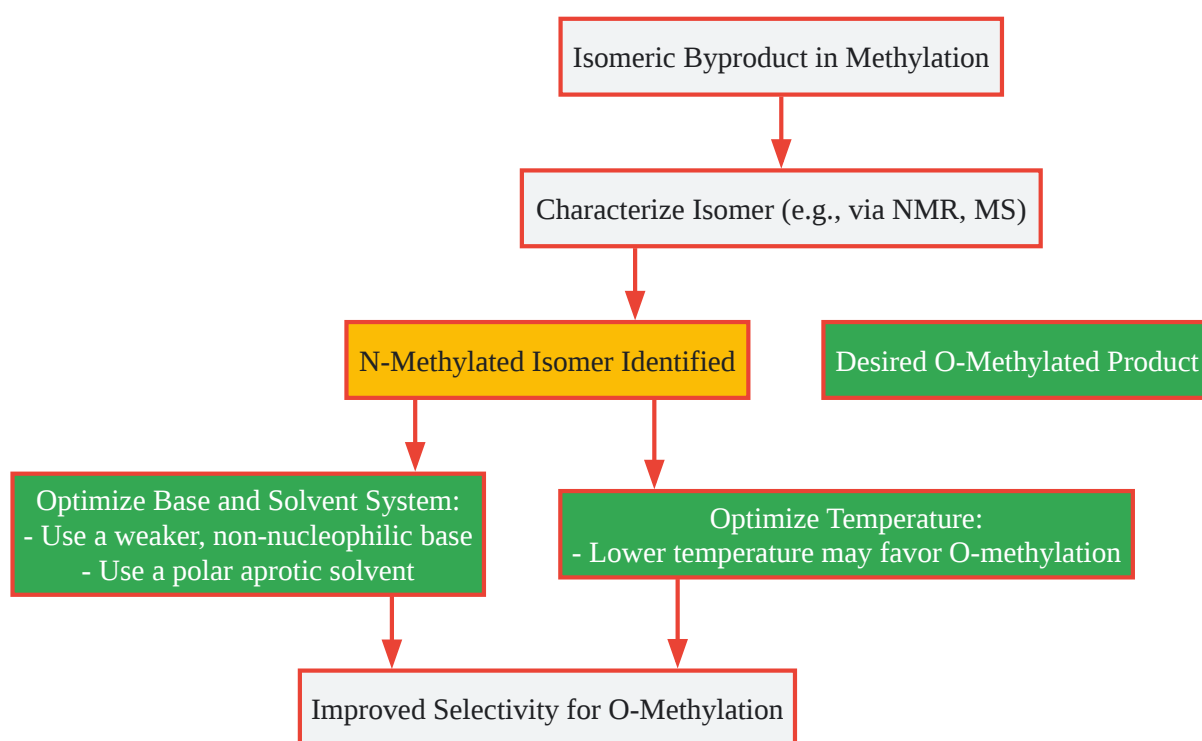 Isomeric Byproduct in Methylation
Characterize Isomer (e.g., via NMR, MS)
N-Methylated Isomer Identified
Desired O-Methylated Product
Optimize Base and Solvent System:
- Use a weaker, non-nucleophilic base
- Use a polar aprotic solvent
Optimize Temperature:
- Lower temperature may favor O-methylation
Improved Selectivity for O-Methylation